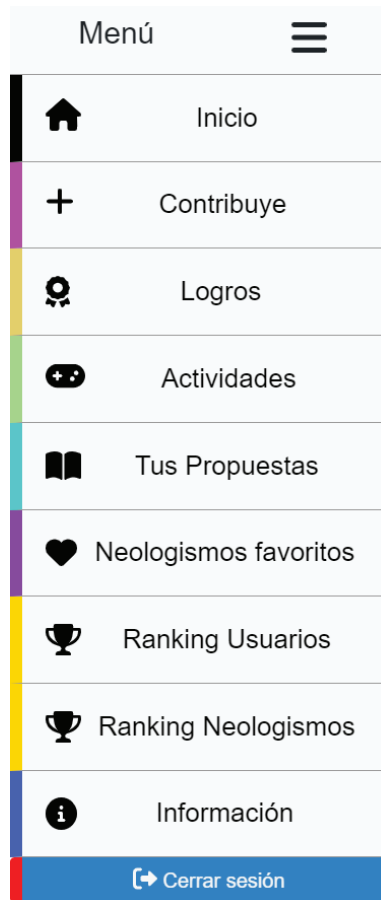 Menú
Inicio
Contribuye
Logros
Actividades
Tus Propuestas
Neologismos favoritos
Ranking Usuarios
Ranking Neologismos
Información
Cerrar sesión